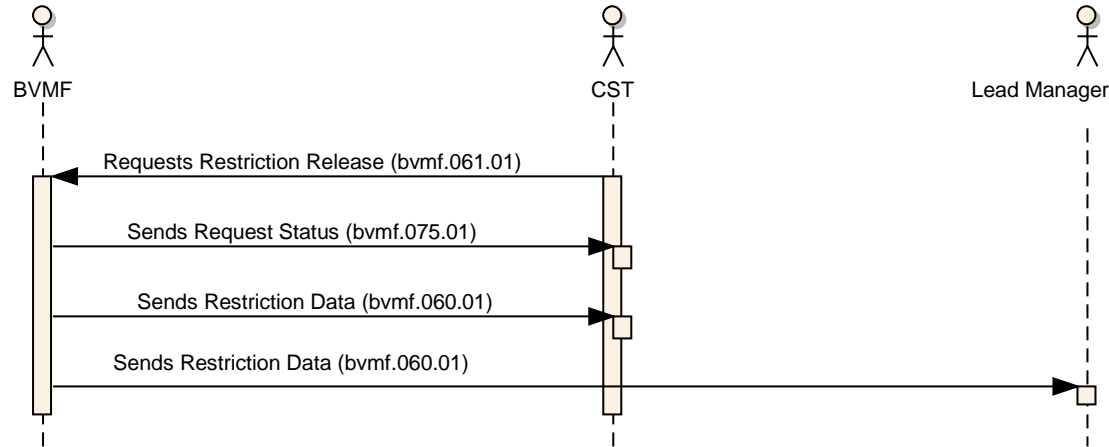 BVMF
CST
Lead Manager
Requests Restriction Release (bvmf.061.01)
Sends Request Status (bvmf.075.01)
Sends Restriction Data (bvmf.060.01)
Sends Restriction Data (bvmf.060.01)